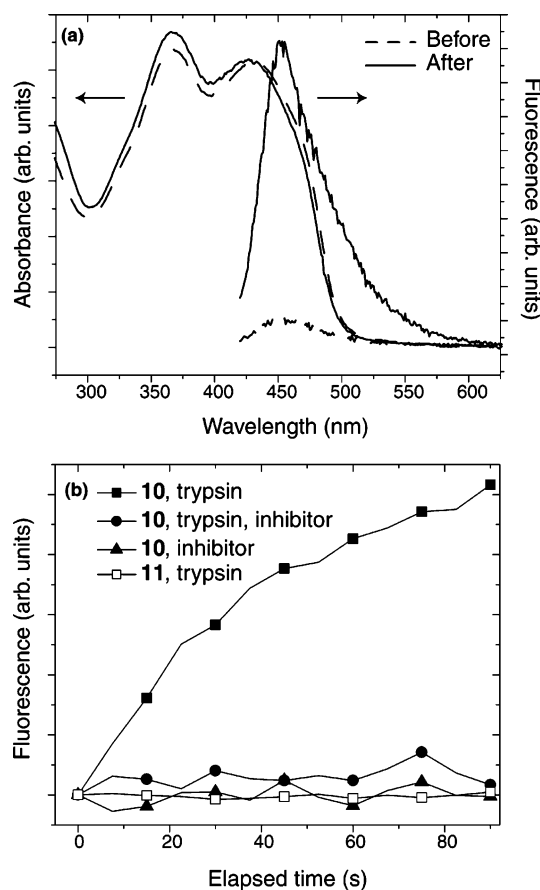 (a)
Before
After
Absorbance (arb. units)
Fluorescence (arb. units)
300 350 400 450 500 550 600
Wavelength (nm)
(b)
10, trypsin
10, trypsin, inhibitor
10, inhibitor
11, trypsin
Fluorescence (arb. units)
0 20 40 60 80
Elapsed time (s)